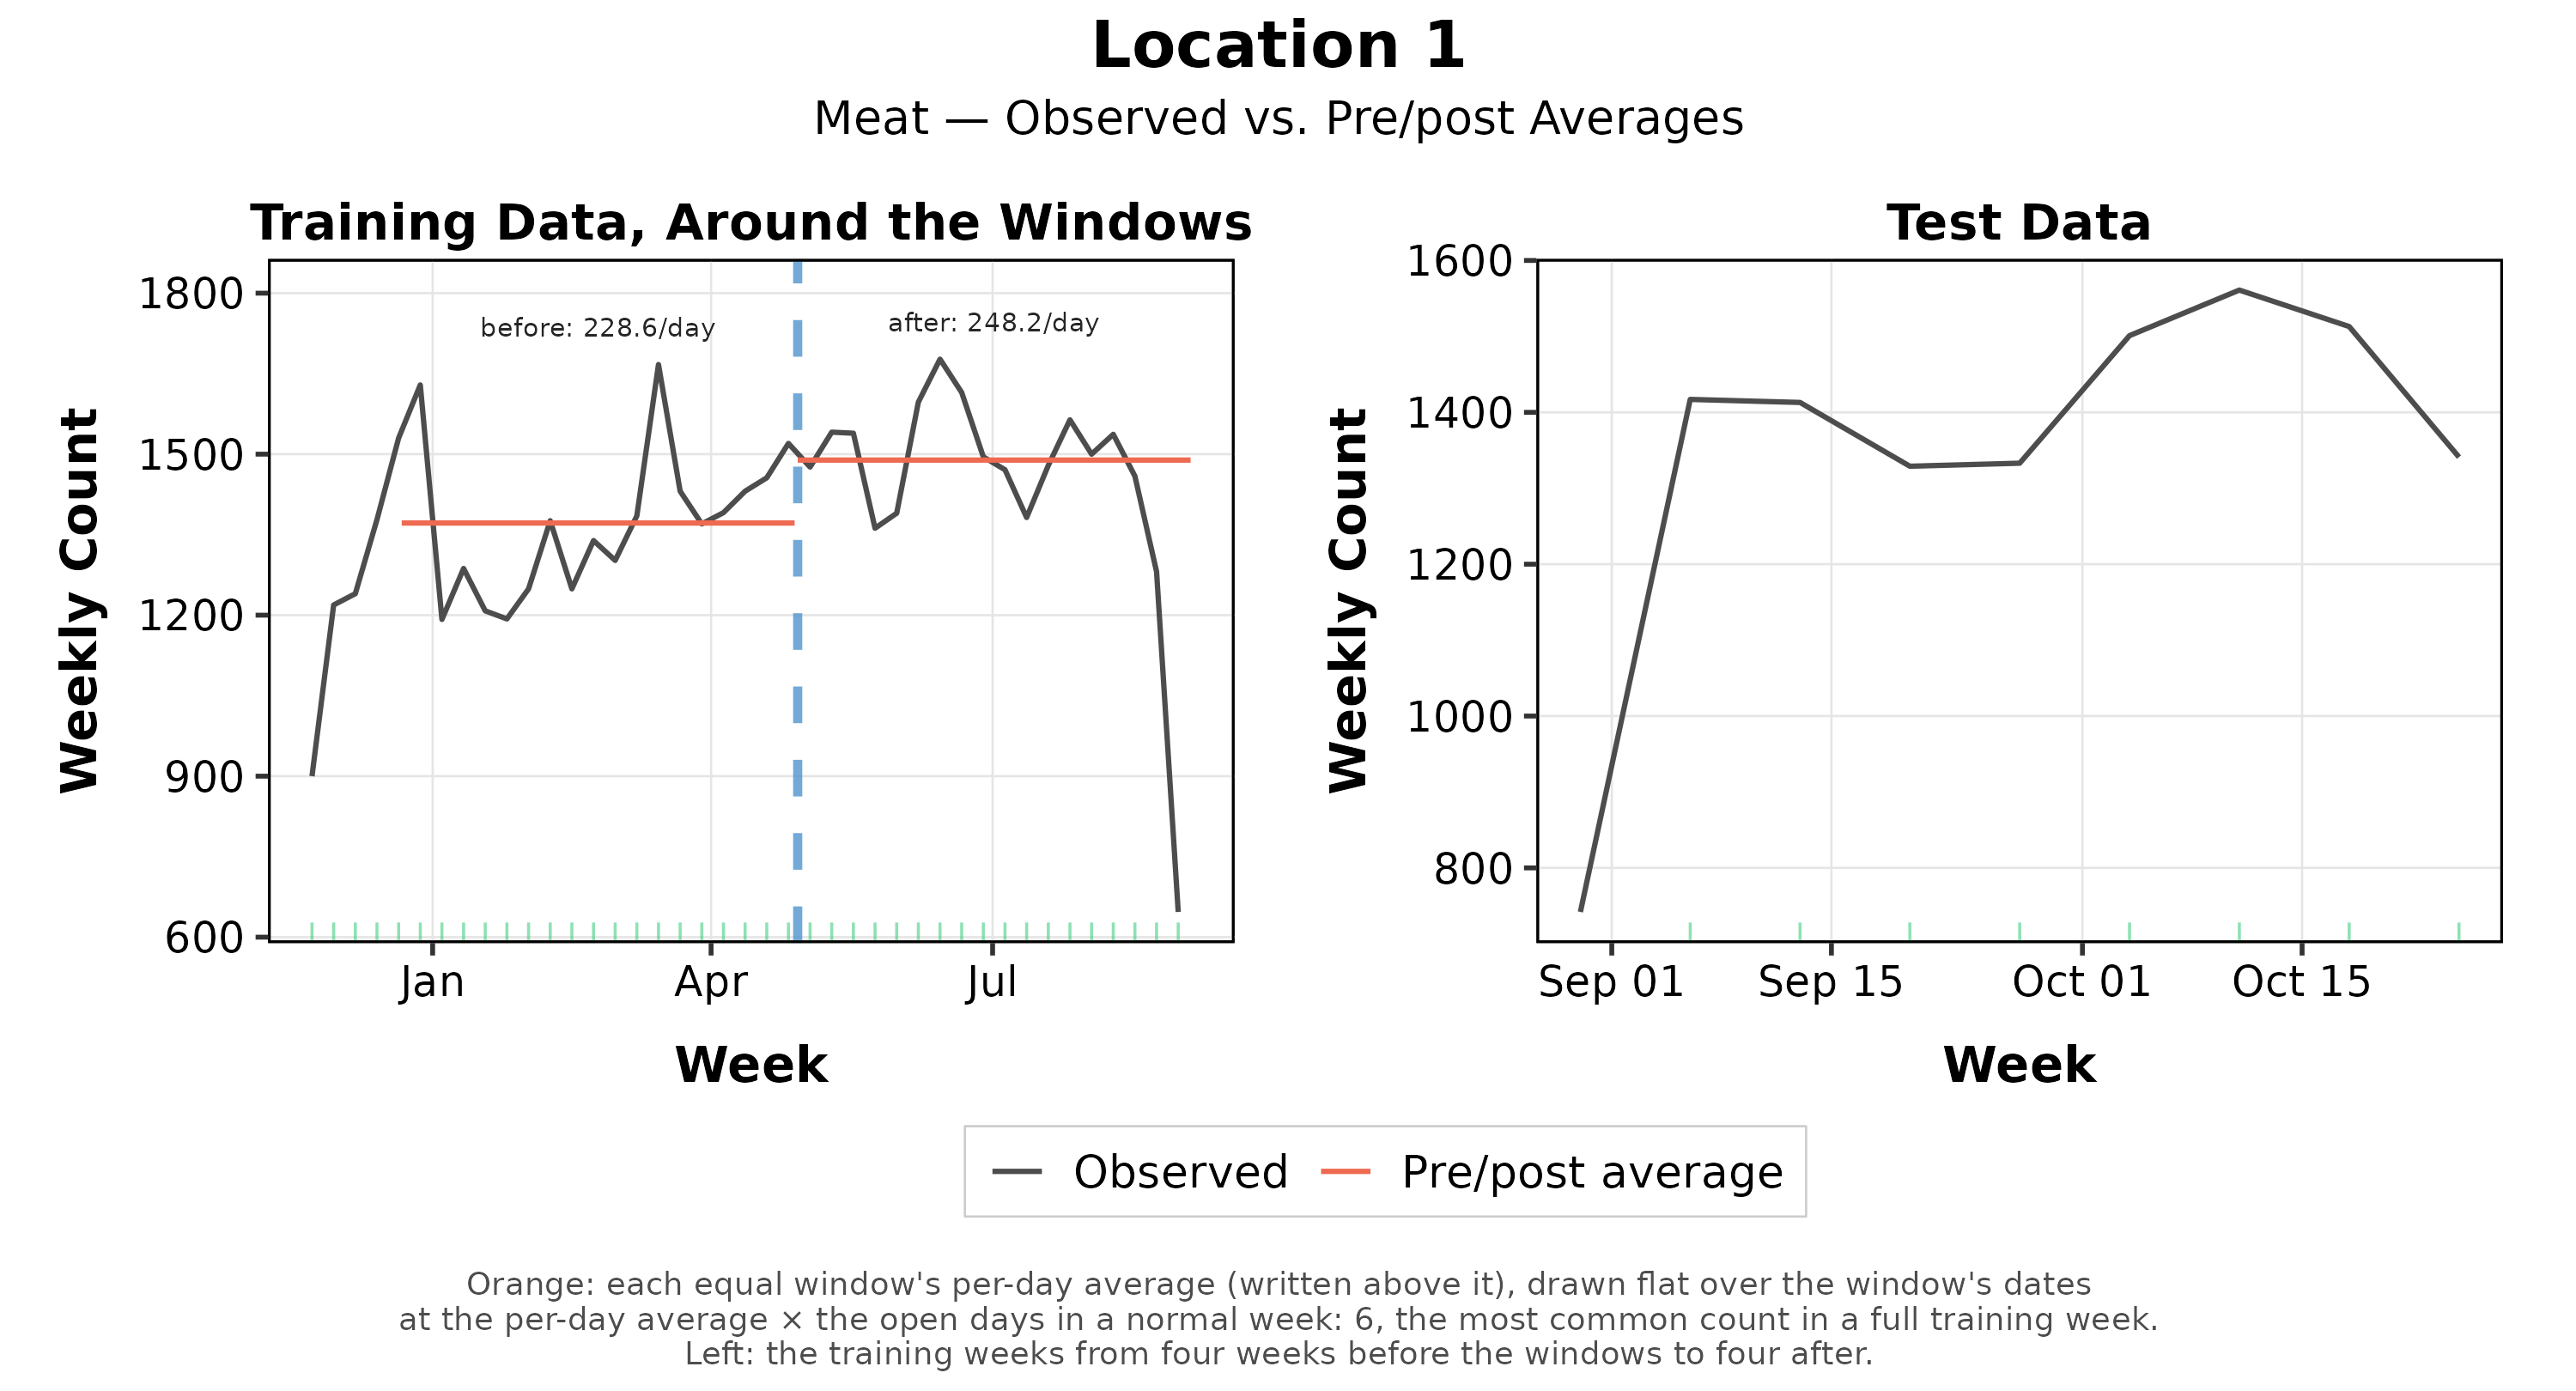 Location 1
Meat — Observed vs. Pre/post Averages
Training Data, Around the Windows
Weekly Count
1800
1500
1200
900
600
before: 228.6/day
after: 248.2/day
Jan
Apr
Jul
Week
Test Data
Weekly Count
1600
1400
1200
1000
800
Sep 01
Sep 15
Oct 01
Oct 15
Week
Observed
Pre/post average
Orange: each equal window's per-day average (written above it), drawn flat over the window's dates
at the per-day average × the open days in a normal week: 6, the most common count in a full training week.
Left: the training weeks from four weeks before the windows to four after.